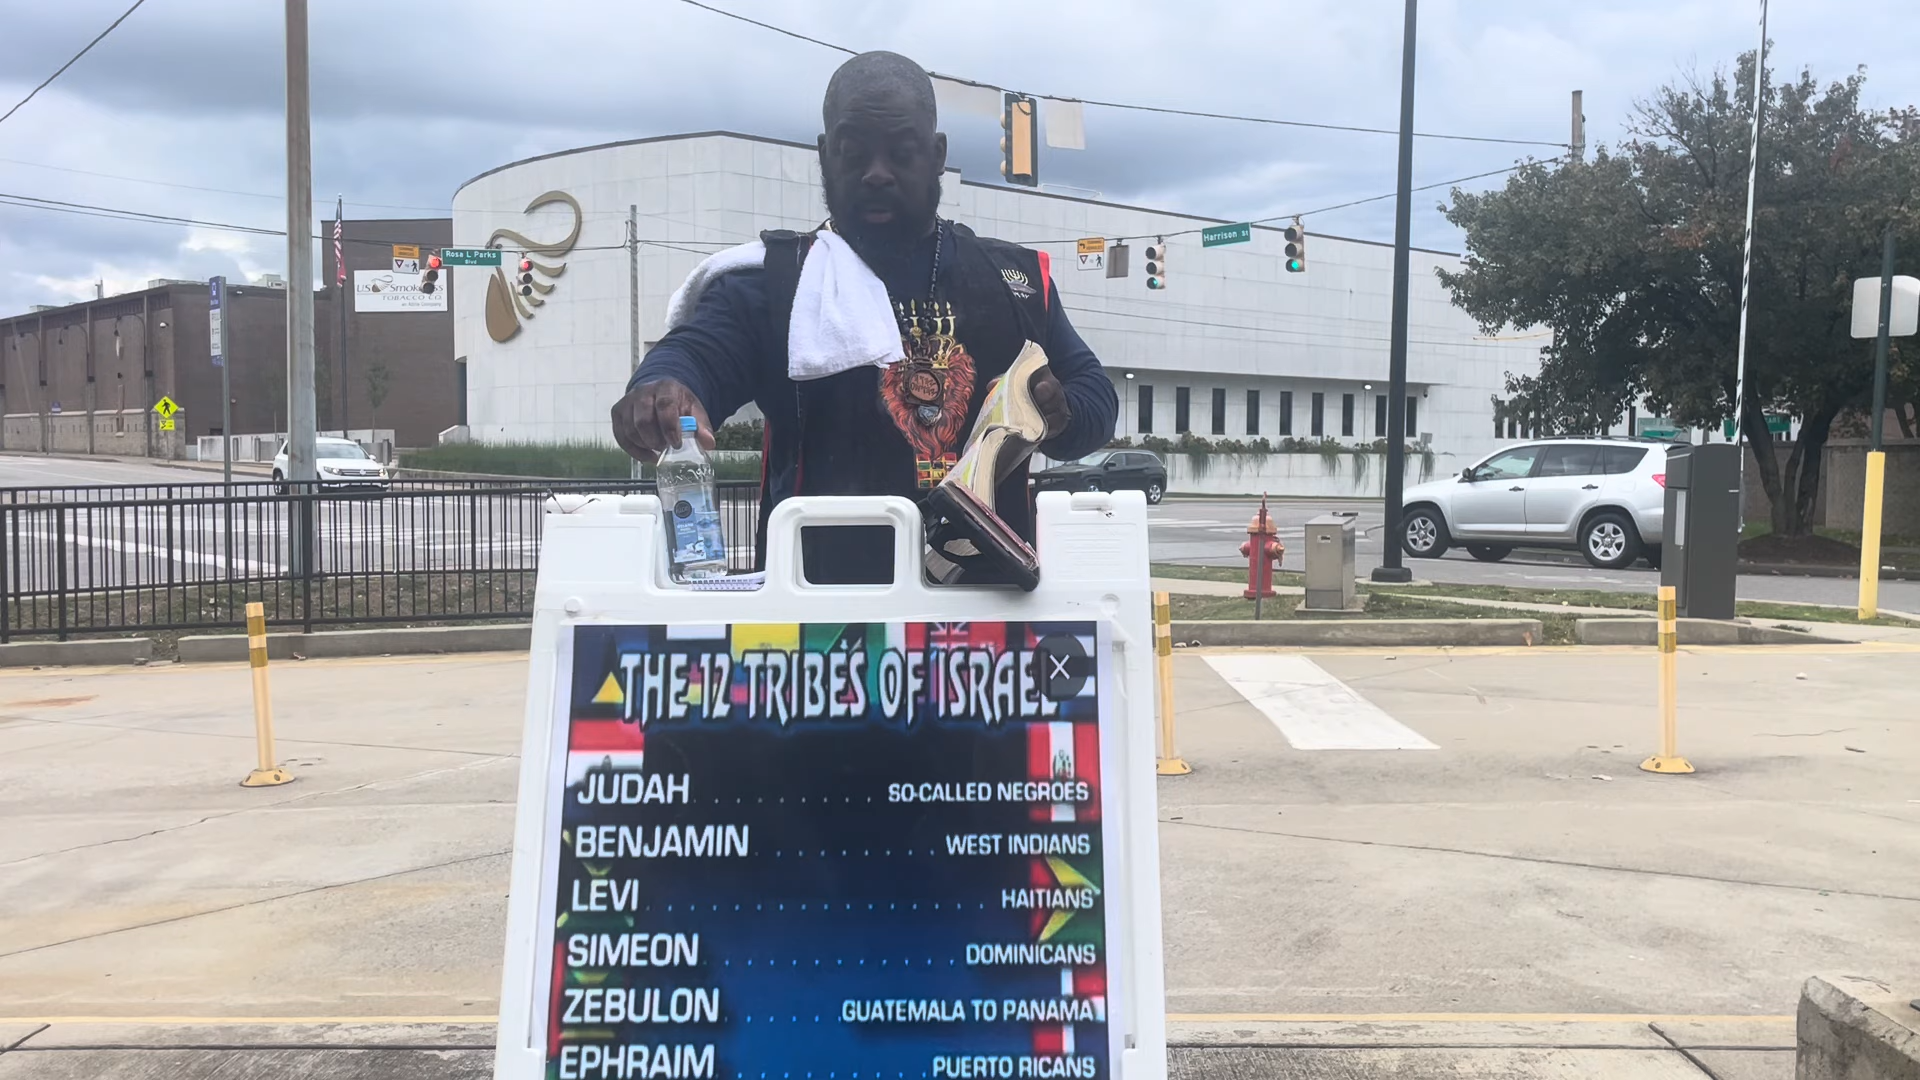 Rosa L Parks
Blvd
Harrison St
US Smokeless
TOBACCO CO.
THE 12 TRIBES OF ISRAEL
JUDAH . . . . . . . . . SO-CALLED NEGROES
BENJAMIN . . . . . . . . . WEST INDIANS
LEVI . . . . . . . . . . . . . HAITIANS
SIMEON . . . . . . . . . . . . DOMINICANS
ZEBULON . . . . . . GUATEMALA TO PANAMA
EPHRAIM . . . . . . . . . PUERTO RICANS